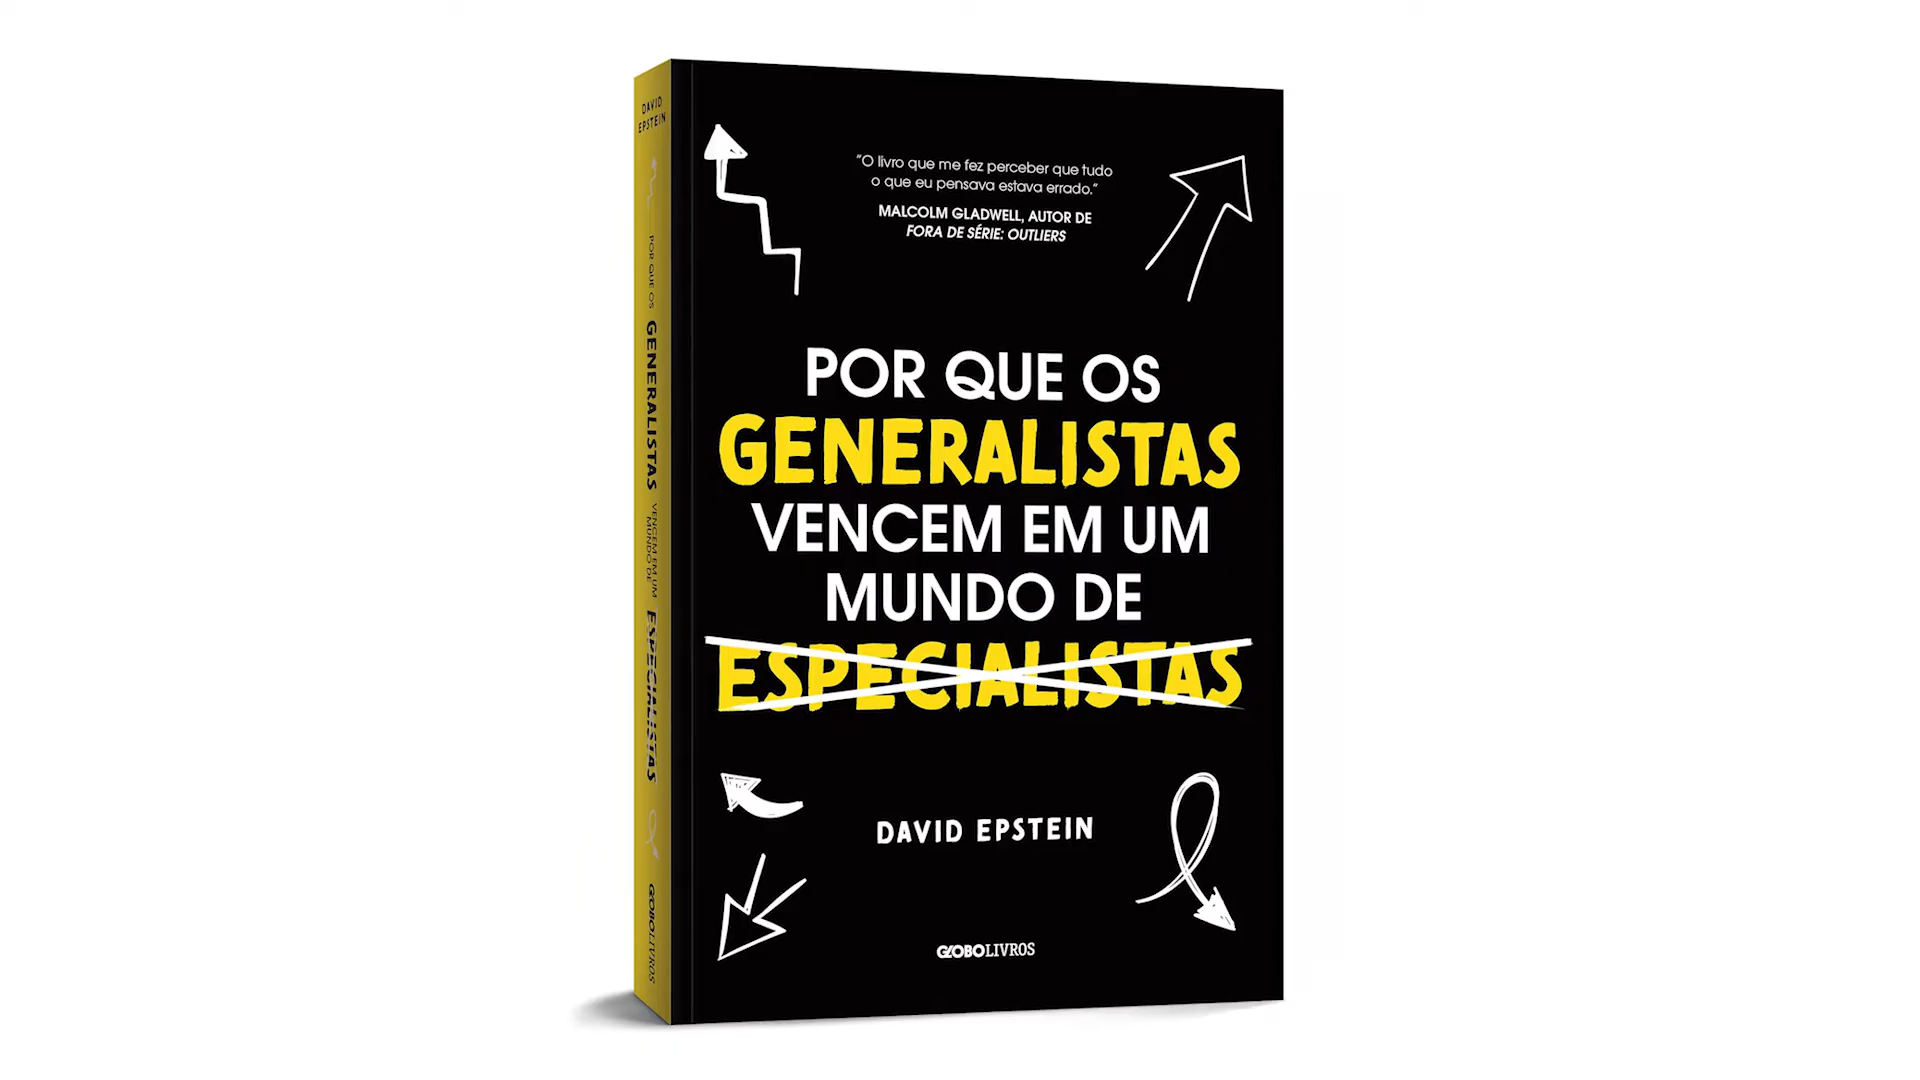 DAVID
EPSTEIN
POR QUE OS
GENERALISTAS
VENCEM EM UM
MUNDO DE
ESPECIALISTAS
GLOBOLIVROS
"O livro que me fez perceber que tudo
o que eu pensava estava errado."
MALCOLM GLADWELL, AUTOR DE
FORA DE SÉRIE: OUTLIERS
POR QUE OS
GENERALISTAS
VENCEM EM UM
MUNDO DE
ESPECIALISTAS
DAVID EPSTEIN
GLOBOLIVROS